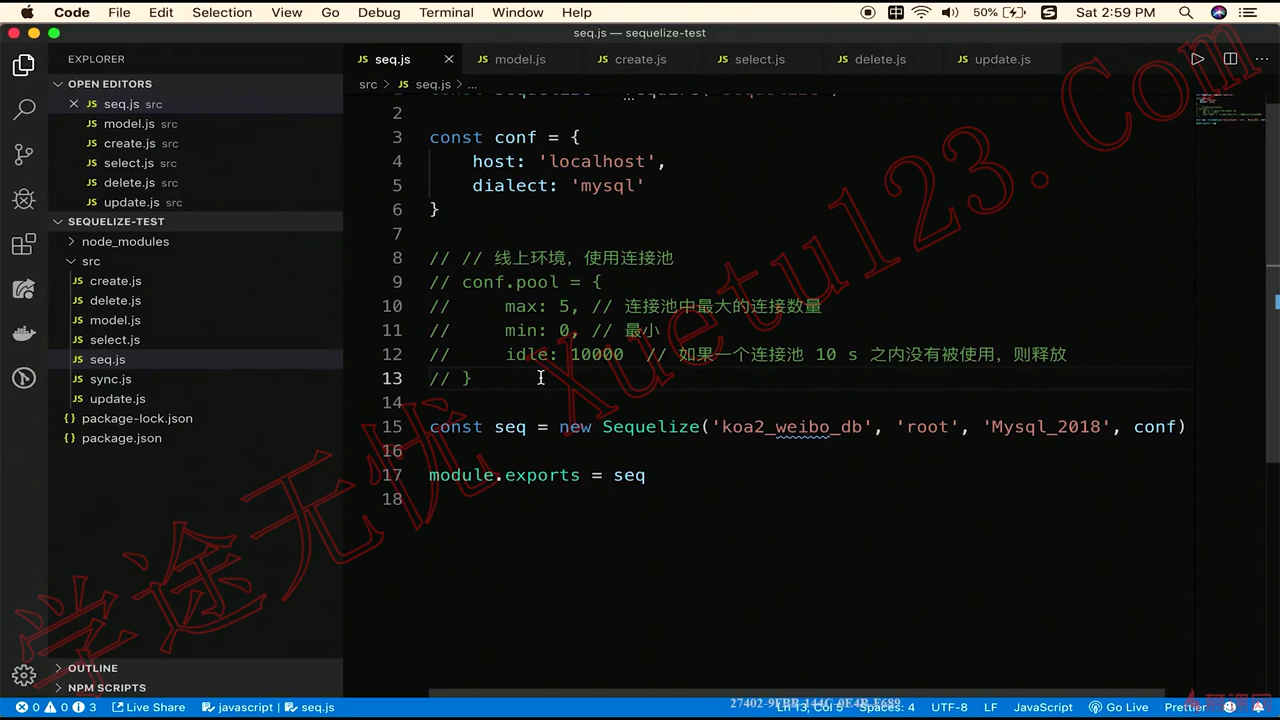 Code File Edit Selection View Go Debug Terminal Window Help 中 50% S Sat 2:59 PM
seq.js — sequelize-test
EXPLORER
OPEN EDITORS
seq.js src
model.js src
create.js src
select.js src
delete.js src
update.js src
SEQUELIZE-TEST
node_modules
src
create.js
delete.js
model.js
select.js
seq.js
sync.js
update.js
package-lock.json
package.json
OUTLINE
NPM SCRIPTS
seq.js model.js create.js select.js delete.js update.js
src > seq.js > ...
2
3 const conf = {
4 host: 'localhost',
5 dialect: 'mysql'
6 }
7
8 // // 线上环境，使用连接池
9 // conf.pool = {
10 // max: 5, // 连接池中最大的连接数量
11 // min: 0, // 最小
12 // idle: 10000 // 如果一个连接池 10 s 之内没有被使用，则释放
13 // }
14
15 const seq = new Sequelize('koa2_weibo_db', 'root', 'Mysql_2018', conf)
16
17 module.exports = seq
18
学途无忧 Xuetu123.Com
0 0 3 Live Share javascript | seq.js Ln 13, Col 5 Spaces: 4 UTF-8 LF JavaScript Go Live Prettier